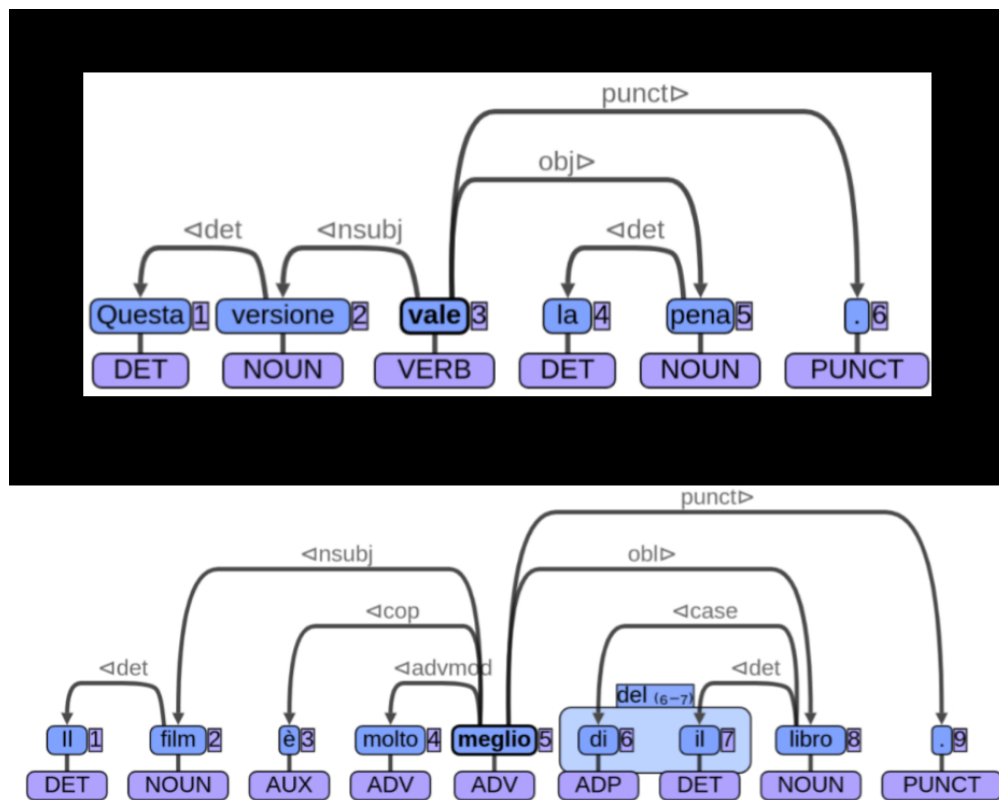 punct⊳
obj⊳
⊲det ⊲nsubj ⊲det
Questa 1 versione 2 vale 3 la 4 pena 5 . 6
DET NOUN VERB DET NOUN PUNCT
punct⊳
⊲nsubj obl⊳
⊲cop ⊲case
⊲det ⊲advmod ⊲det
del (6–7)
Il 1 film 2 è 3 molto 4 meglio 5 di 6 il 7 libro 8 . 9
DET NOUN AUX ADV ADV ADP DET NOUN PUNCT